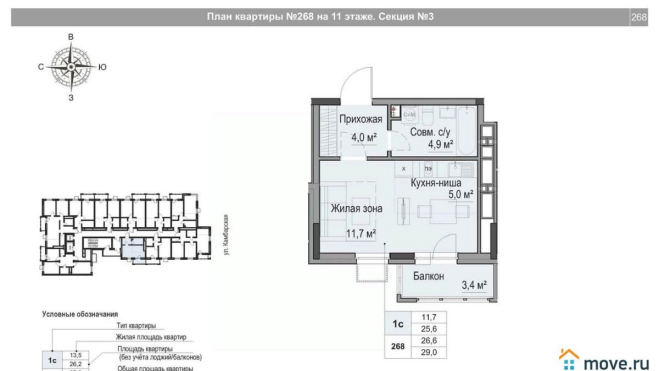 План квартиры №268 на 11 этаже. Секция №3
268
В
С
Ю
З
Прихожая
4,0 м²
Совм. с/у
4,9 м²
СтМ
х
пэ
Кухня-ниша
5,0 м²
Жилая зона
11,7 м²
Балкон
3,4 м²
ул. Камбарская
1с
11,7
25,6
268
26,6
29,0
Условные обозначания
Тип квартиры
Жилая площадь квартир
Площадь квартиры
(без учёта лоджий/балконов)
Общая площадь квартиры
1с
13,5
26,2
move.ru